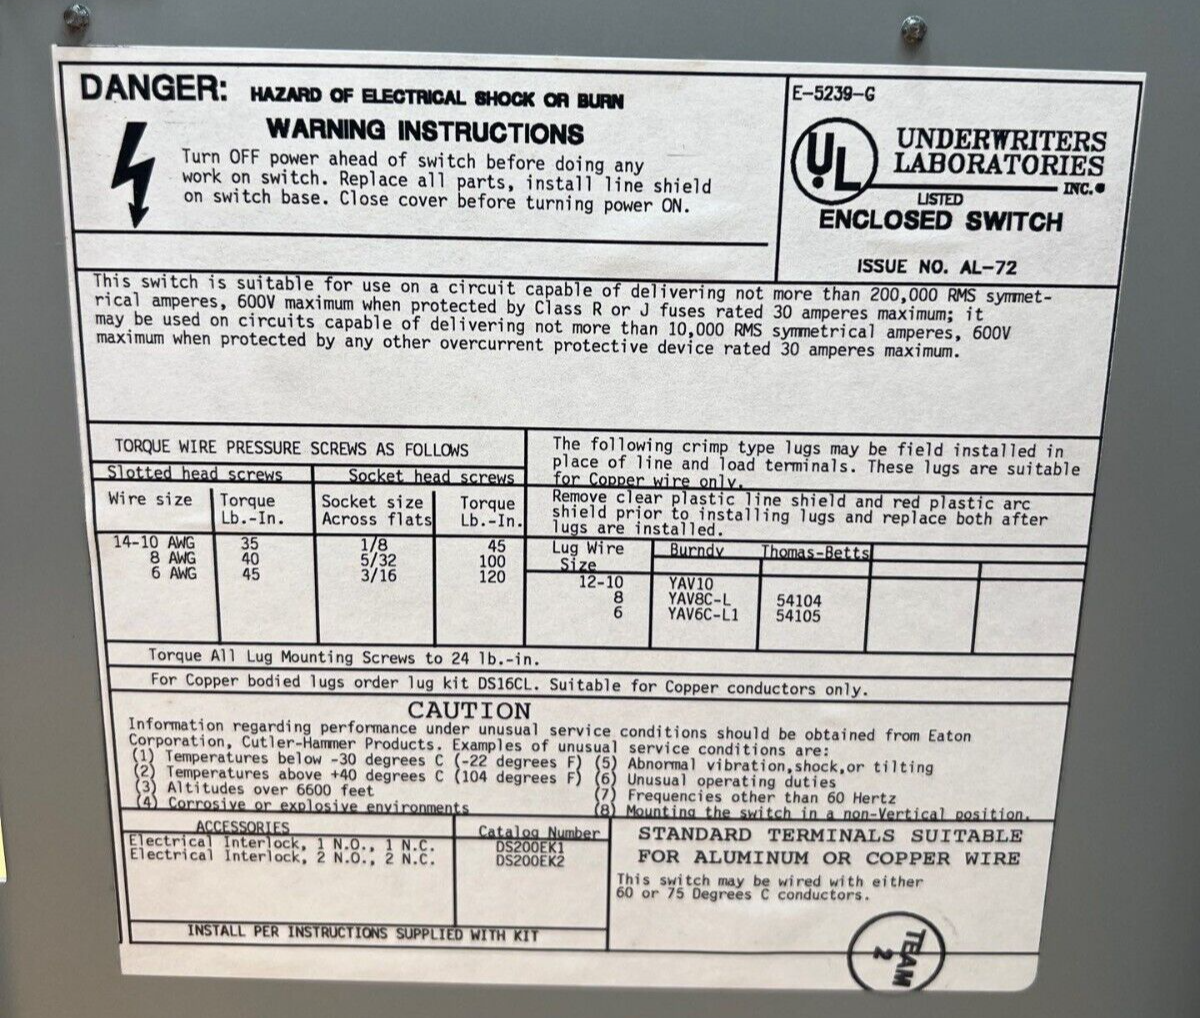 DANGER: HAZARD OF ELECTRICAL SHOCK OR BURN
WARNING INSTRUCTIONS
Turn OFF power ahead of switch before doing any
work on switch. Replace all parts, install line shield
on switch base. Close cover before turning power ON.
E-5239-G
UL
UNDERWRITERS
LABORATORIES
INC.
LISTED
ENCLOSED SWITCH
ISSUE NO. AL-72
This switch is suitable for use on a circuit capable of delivering not more than 200,000 RMS symmet-
rical amperes, 600V maximum when protected by Class R or J fuses rated 30 amperes maximum; it
may be used on circuits capable of delivering not more than 10,000 RMS symmetrical amperes, 600V
maximum when protected by any other overcurrent protective device rated 30 amperes maximum.
TORQUE WIRE PRESSURE SCREWS AS FOLLOWS
Slotted head screws Socket head screws
Wire size Torque Socket size Torque
Lb.-In. Across flats Lb.-In.
14-10 AWG 35 1/8 45
8 AWG 40 5/32 100
6 AWG 45 3/16 120
The following crimp type lugs may be field installed in
place of line and load terminals. These lugs are suitable
for Copper wire only.
Remove clear plastic line shield and red plastic arc
shield prior to installing lugs and replace both after
lugs are installed.
Lug Wire Burndy Thomas-Betts
Size
12-10 YAV10
8 YAV8C-L 54104
6 YAV6C-L1 54105
Torque All Lug Mounting Screws to 24 lb.-in.
For Copper bodied lugs order lug kit DS16CL. Suitable for Copper conductors only.
CAUTION
Information regarding performance under unusual service conditions should be obtained from Eaton
Corporation, Cutler-Hammer Products. Examples of unusual service conditions are:
(1) Temperatures below -30 degrees C (-22 degrees F) (5) Abnormal vibration,shock,or tilting
(2) Temperatures above +40 degrees C (104 degrees F) (6) Unusual operating duties
(3) Altitudes over 6600 feet (7) Frequencies other than 60 Hertz
(4) Corrosive or explosive environments (8) Mounting the switch in a non-Vertical position.
ACCESSORIES Catalog Number
Electrical Interlock, 1 N.O., 1 N.C. DS200EK1
Electrical Interlock, 2 N.O., 2 N.C. DS200EK2
INSTALL PER INSTRUCTIONS SUPPLIED WITH KIT
STANDARD TERMINALS SUITABLE
FOR ALUMINUM OR COPPER WIRE
This switch may be wired with either
60 or 75 Degrees C conductors.
TEAM
2